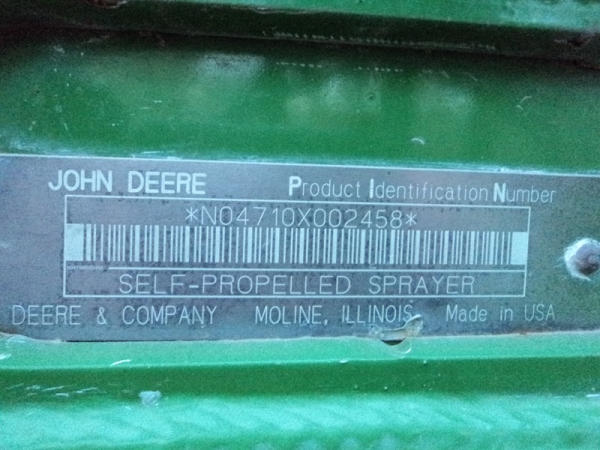 JOHN DEERE Product Identification Number
*N04710X002458*
SELF-PROPELLED SPRAYER
DEERE & COMPANY MOLINE, ILLINOIS Made in USA